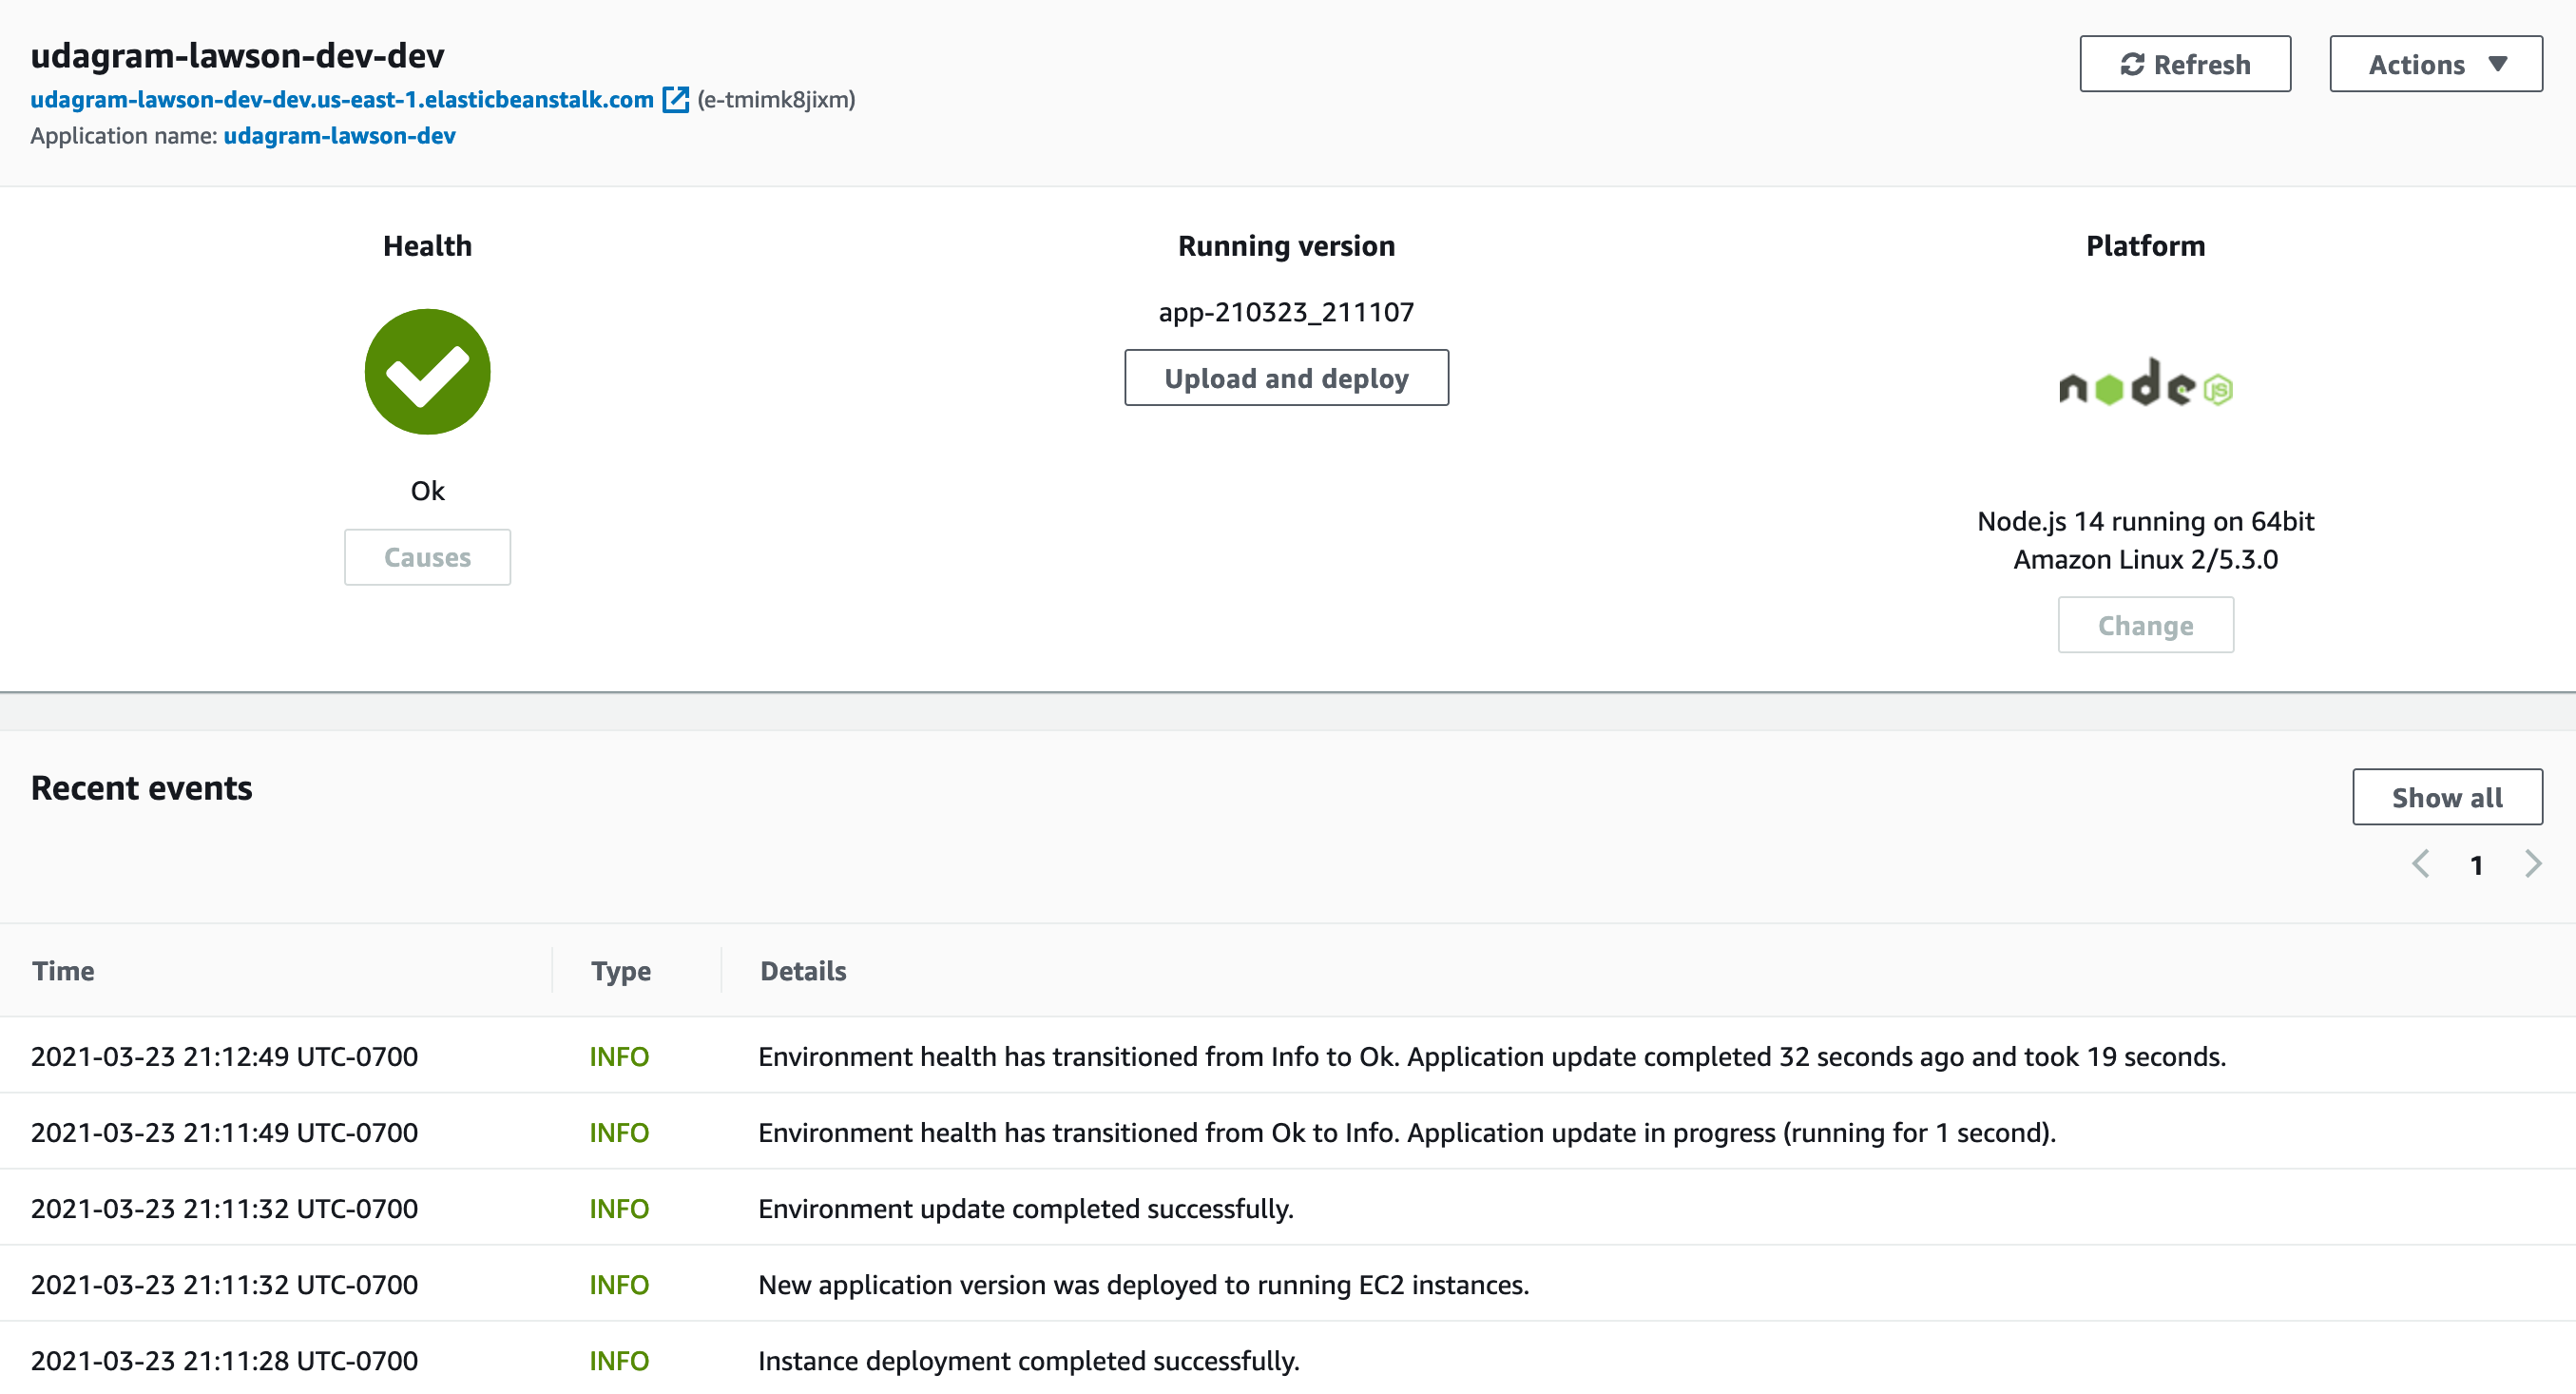 udagram-lawson-dev-dev
Refresh
Actions
udagram-lawson-dev-dev.us-east-1.elasticbeanstalk.com (e-tmimk8jixm)
Application name: udagram-lawson-dev
Health
Ok
Causes
Running version
app-210323_211107
Upload and deploy
Platform
node JS
Node.js 14 running on 64bit
Amazon Linux 2/5.3.0
Change
Recent events
Show all
1
Time Type Details
2021-03-23 21:12:49 UTC-0700 INFO Environment health has transitioned from Info to Ok. Application update completed 32 seconds ago and took 19 seconds.
2021-03-23 21:11:49 UTC-0700 INFO Environment health has transitioned from Ok to Info. Application update in progress (running for 1 second).
2021-03-23 21:11:32 UTC-0700 INFO Environment update completed successfully.
2021-03-23 21:11:32 UTC-0700 INFO New application version was deployed to running EC2 instances.
2021-03-23 21:11:28 UTC-0700 INFO Instance deployment completed successfully.